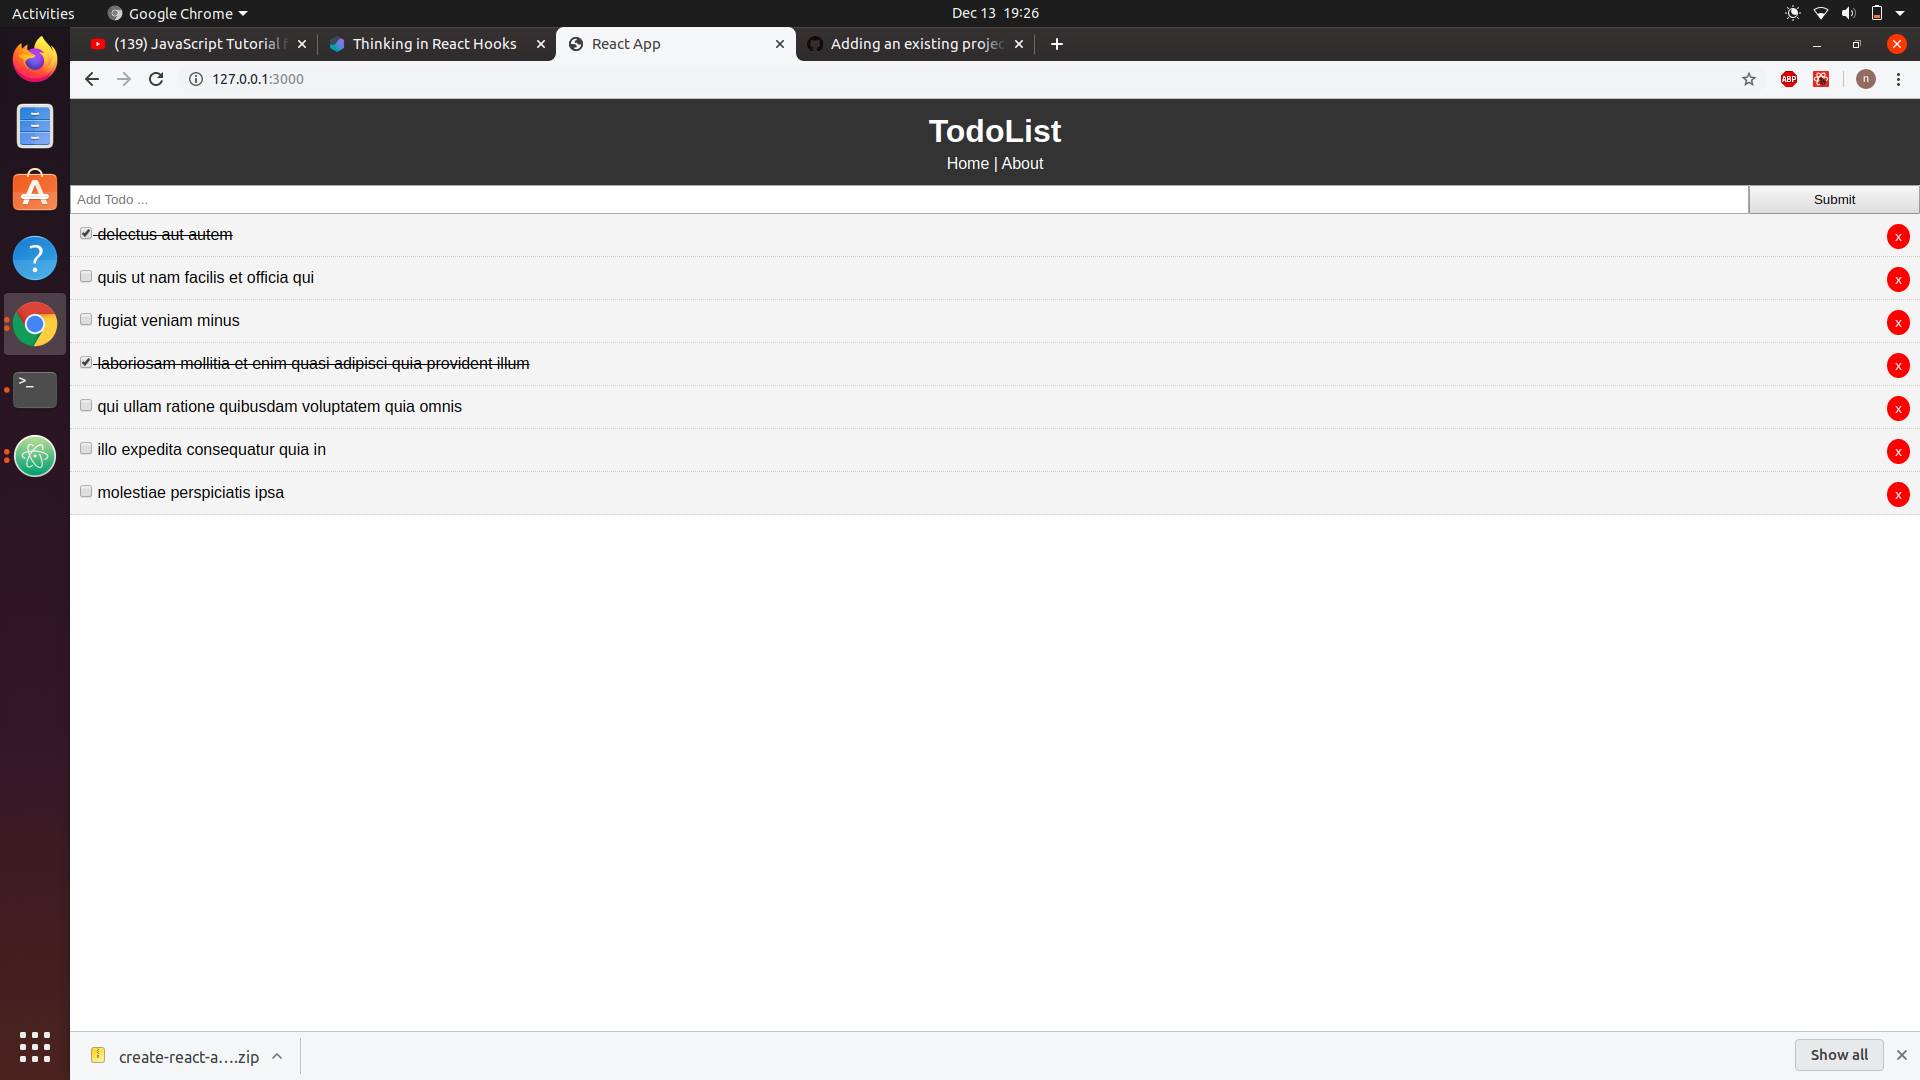 Activities Google Chrome Dec 13 19:26
(139) JavaScript Tutorial f Thinking in React Hooks React App Adding an existing projec
127.0.0.1:3000 ABP n
TodoList
Home | About
Add Todo ... Submit
delectus aut autem x
quis ut nam facilis et officia qui x
fugiat veniam minus x
laboriosam mollitia et enim quasi adipisci quia provident illum x
qui ullam ratione quibusdam voluptatem quia omnis x
illo expedita consequatur quia in x
molestiae perspiciatis ipsa x
create-react-a....zip Show all